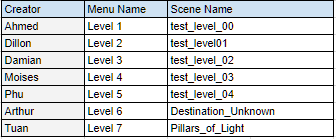 Creator Menu Name Scene Name
Ahmed Level 1 test_level_00
Dillon Level 2 test_level01
Damian Level 3 test_level_02
Moises Level 4 test_level_03
Phu Level 5 test_level_04
Arthur Level 6 Destination_Unknown
Tuan Level 7 Pillars_of_Light